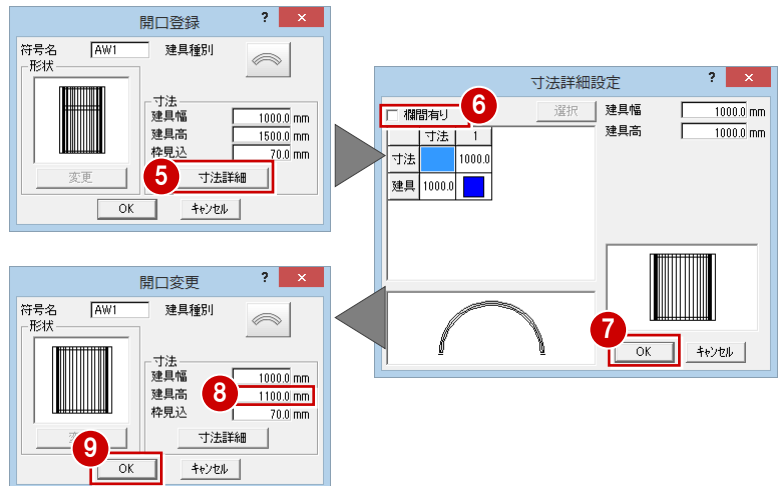 開口登録 ? ×
符号名 AW1 建具種別
形状
寸法
建具幅 1000.0 mm
建具高 1500.0 mm
枠見込 70.0 mm
変更 5 寸法詳細
OK キャンセル
寸法詳細設定 ? ×
欄間有り 6 選択 建具幅 1000.0 mm
建具高 1000.0 mm
寸法 1
寸法 1000.0
建具 1000.0
7
OK キャンセル
開口変更 ? ×
符号名 AW1 建具種別
形状
寸法
建具幅 1000.0 mm
建具高 8 1100.0 mm
枠見込 70.0 mm
寸法詳細
9
OK キャンセル